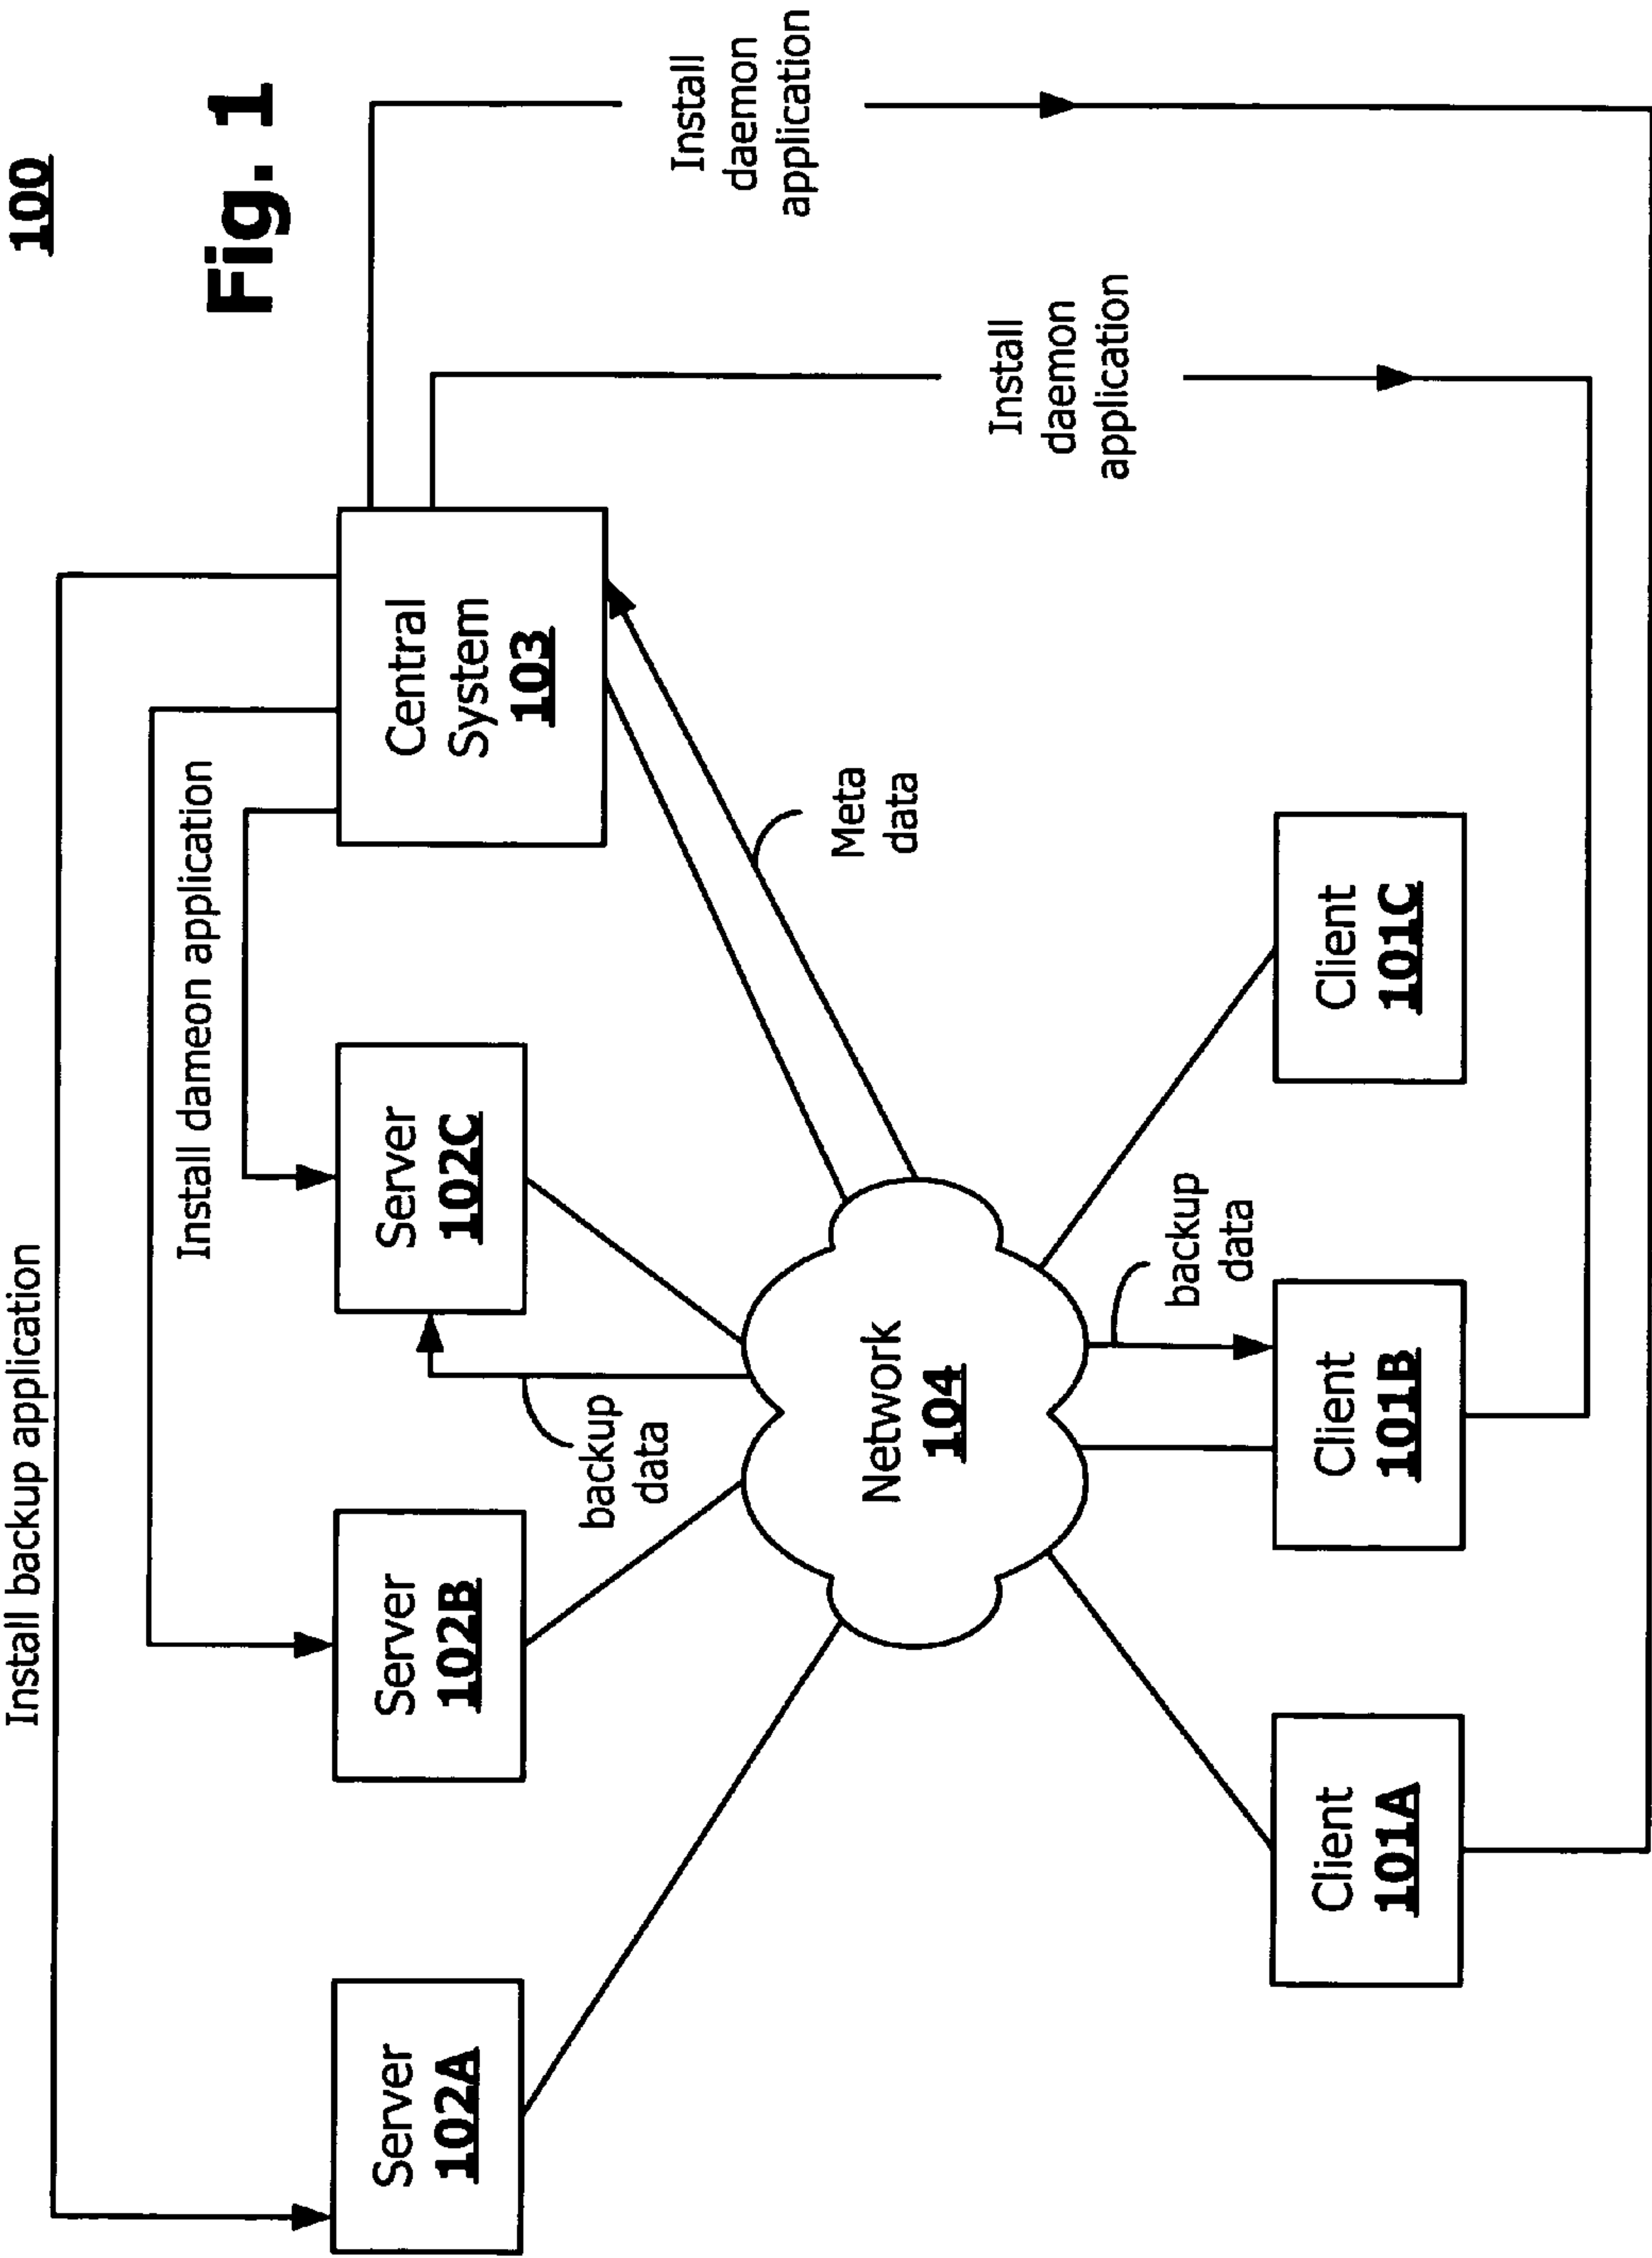 100
Fig. 1
Install backup application
Install dameon application
Server
102A
Server
102B
Server
102C
Central
System
103
backup
data
Meta
data
Install
daemon
application
Network
104
backup
data
Install
daemon
application
Client
101A
Client
101B
Client
101C